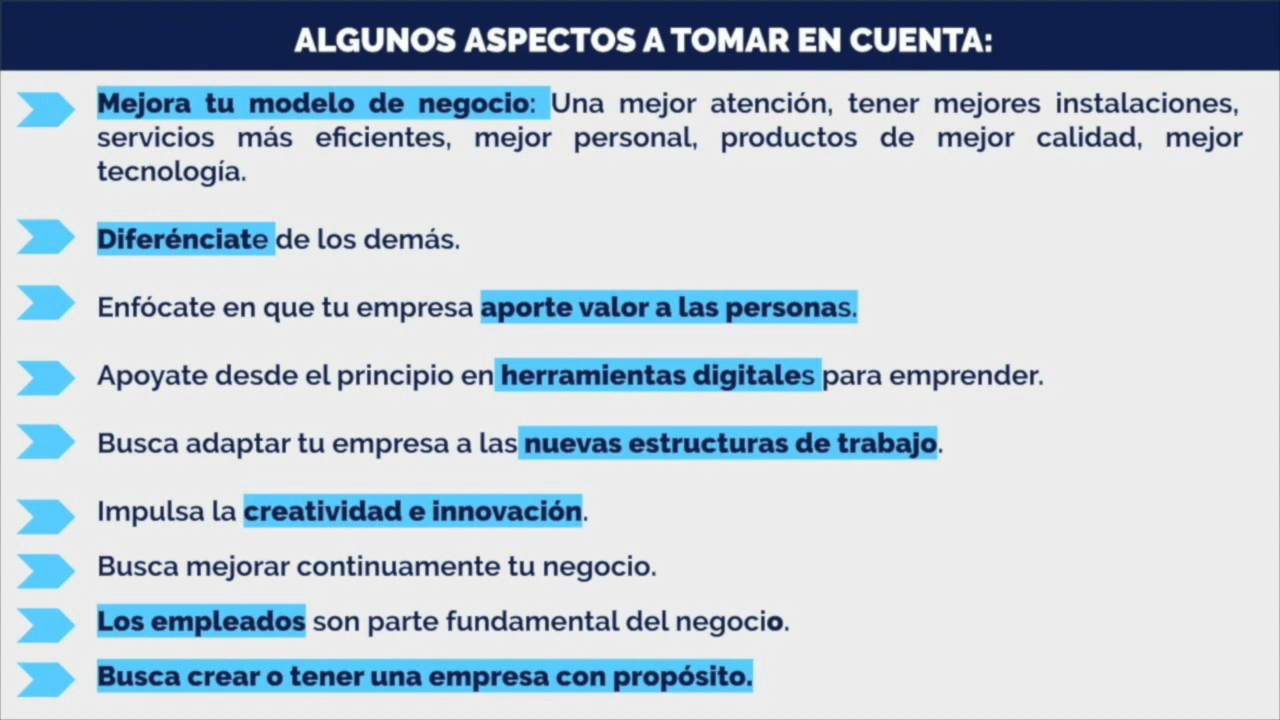 ALGUNOS ASPECTOS A TOMAR EN CUENTA:
Mejora tu modelo de negocio: Una mejor atención, tener mejores instalaciones,
servicios más eficientes, mejor personal, productos de mejor calidad, mejor
tecnología.
Diferénciate de los demás.
Enfócate en que tu empresa aporte valor a las personas.
Apoyate desde el principio en herramientas digitales para emprender.
Busca adaptar tu empresa a las nuevas estructuras de trabajo.
Impulsa la creatividad e innovación.
Busca mejorar continuamente tu negocio.
Los empleados son parte fundamental del negocio.
Busca crear o tener una empresa con propósito.